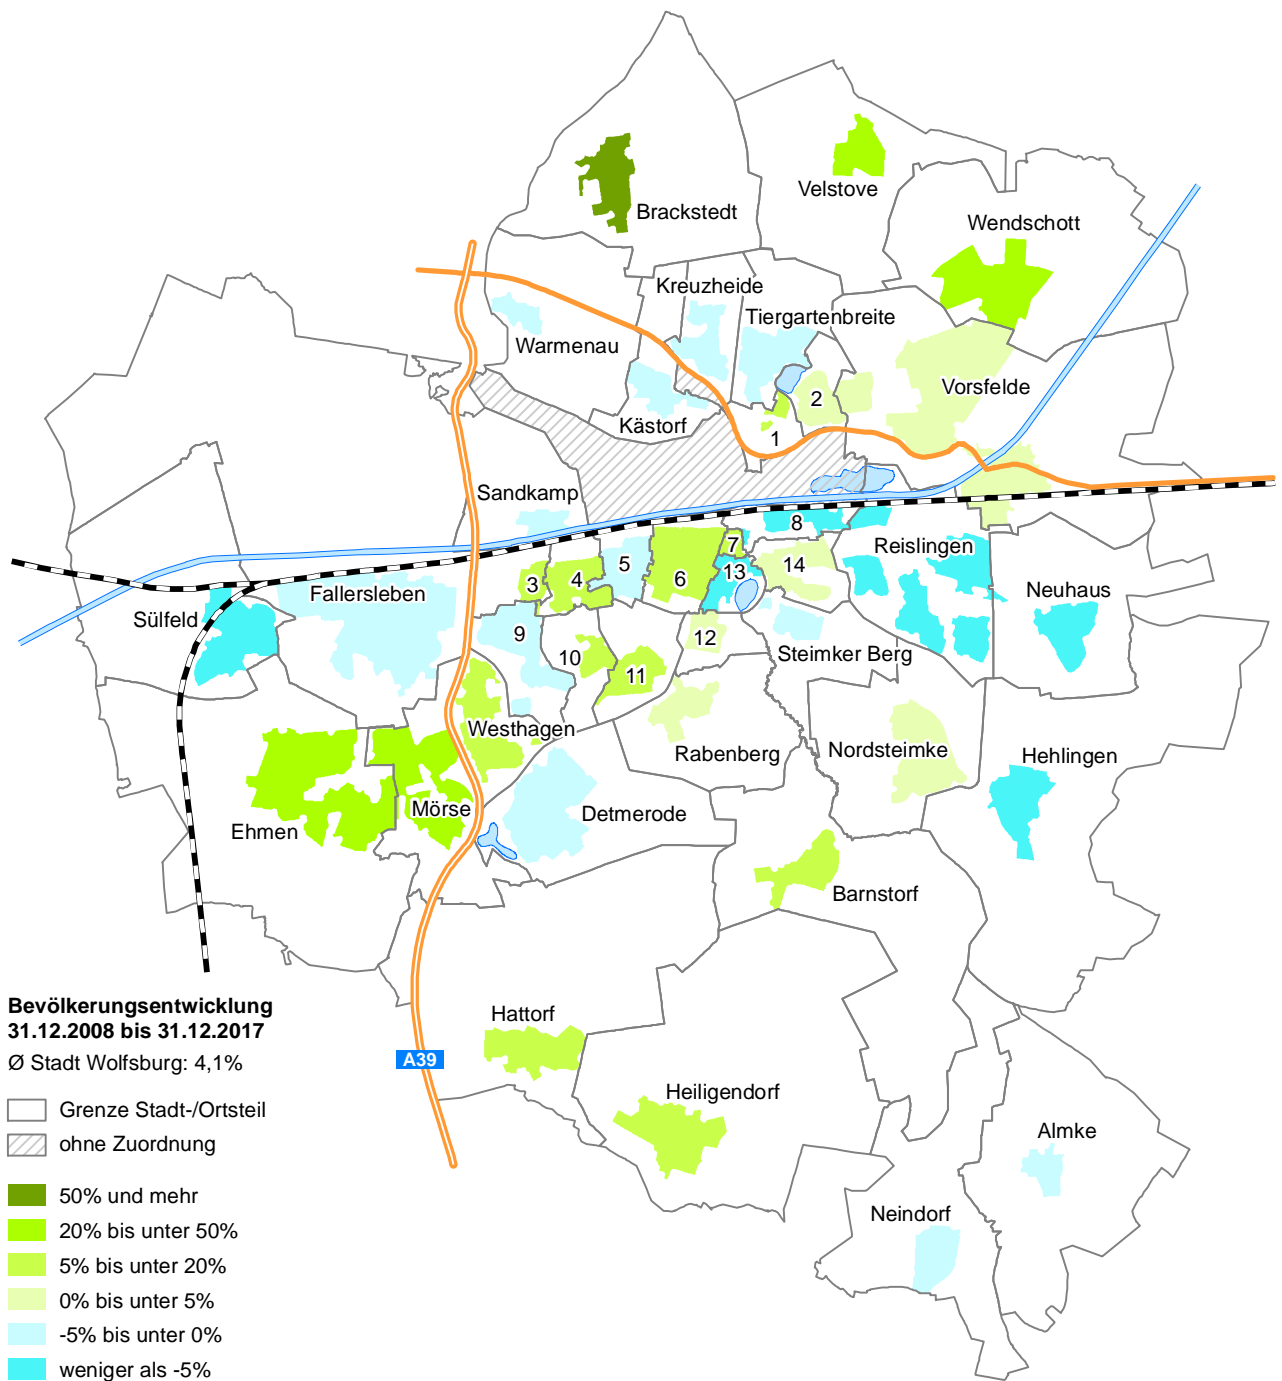 Brackstedt
Velstove
Wendschott
Kreuzheide
Tiergartenbreite
Warmenau
Vorsfelde
Kästorf
2
1
Sandkamp
8
Reislingen
7
5
14
13
4
3
6
Fallersleben
Neuhaus
Sülfeld
9
12
Steimker Berg
10
11
Westhagen
Rabenberg
Nordsteimke
Hehlingen
Mörse
Detmerode
Ehmen
Barnstorf
Hattorf
Heiligendorf
Almke
Neindorf
A39
Bevölkerungsentwicklung
31.12.2008 bis 31.12.2017
Ø Stadt Wolfsburg: 4,1%
Grenze Stadt-/Ortsteil
ohne Zuordnung
50% und mehr
20% bis unter 50%
5% bis unter 20%
0% bis unter 5%
-5% bis unter 0%
weniger als -5%